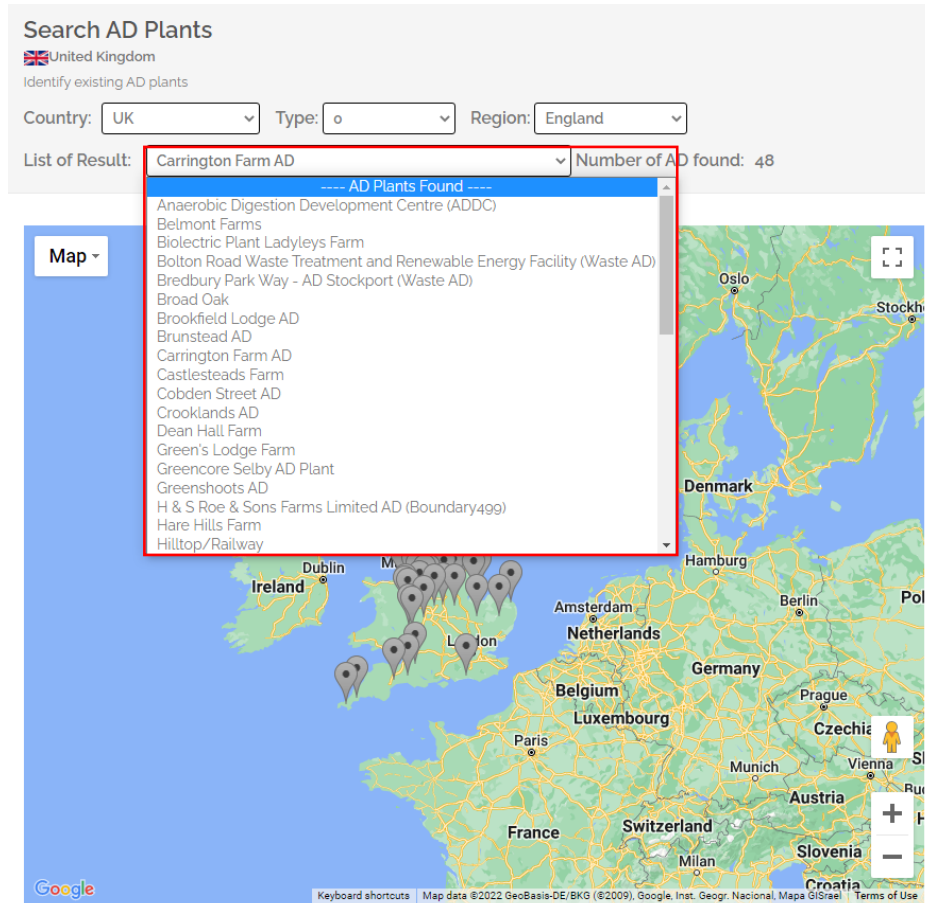 Search AD Plants
United Kingdom
Identify existing AD plants
Country: UK Type: 0 Region: England
List of Result: Carrington Farm AD Number of AD found: 48
---- AD Plants Found ----
Anaerobic Digestion Development Centre (ADDC)
Belmont Farms
Biolectric Plant Ladyleys Farm
Bolton Road Waste Treatment and Renewable Energy Facility (Waste AD)
Bredbury Park Way - AD Stockport (Waste AD)
Broad Oak
Brookfield Lodge AD
Brunstead AD
Carrington Farm AD
Castlesteads Farm
Cobden Street AD
Crooklands AD
Dean Hall Farm
Green's Lodge Farm
Greencore Selby AD Plant
Greenshoots AD
H & S Roe & Sons Farms Limited AD (Boundary499)
Hare Hills Farm
Hilltop/Railway
Map
Oslo
Stockh
Denmark
Hamburg
Dublin
M
Ireland
Amsterdam
Berlin
Pol
Netherlands
London
Germany
Belgium
Prague
Luxembourg
Czechia
Paris
Munich
Vienna
Sl
Bu
Austria
France
Switzerland
H
Slovenia
Milan
Croatia
Google
Keyboard shortcuts Map data ©2022 GeoBasis-DE/BKG (©2009), Google, Inst. Geogr. Nacional, Mapa GISrael Terms of Use